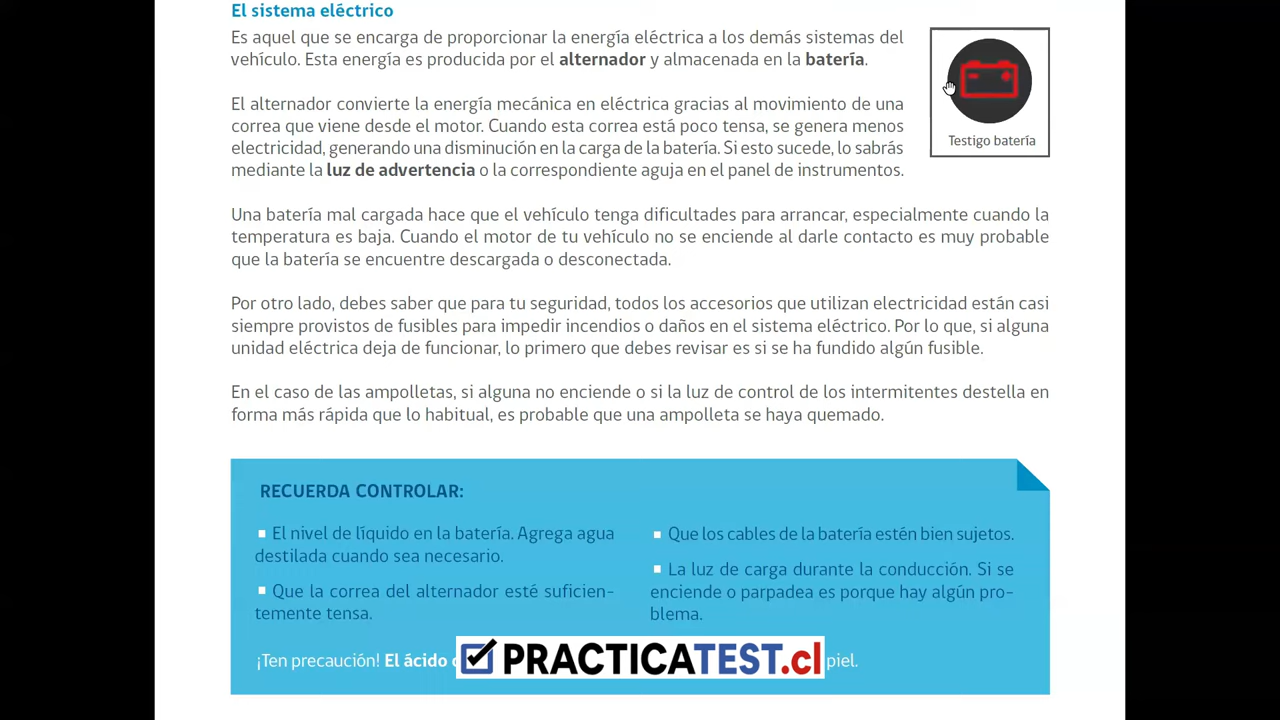 El sistema eléctrico
Es aquel que se encarga de proporcionar la energía eléctrica a los demás sistemas del
vehículo. Esta energía es producida por el alternador y almacenada en la batería.
El alternador convierte la energía mecánica en eléctrica gracias al movimiento de una
correa que viene desde el motor. Cuando esta correa está poco tensa, se genera menos
electricidad, generando una disminución en la carga de la batería. Si esto sucede, lo sabrás
mediante la luz de advertencia o la correspondiente aguja en el panel de instrumentos.
Testigo batería
Una batería mal cargada hace que el vehículo tenga dificultades para arrancar, especialmente cuando la
temperatura es baja. Cuando el motor de tu vehículo no se enciende al darle contacto es muy probable
que la batería se encuentre descargada o desconectada.
Por otro lado, debes saber que para tu seguridad, todos los accesorios que utilizan electricidad están casi
siempre provistos de fusibles para impedir incendios o daños en el sistema eléctrico. Por lo que, si alguna
unidad eléctrica deja de funcionar, lo primero que debes revisar es si se ha fundido algún fusible.
En el caso de las ampolletas, si alguna no enciende o si la luz de control de los intermitentes destella en
forma más rápida que lo habitual, es probable que una ampolleta se haya quemado.
RECUERDA CONTROLAR:
El nivel de líquido en la batería. Agrega agua
destilada cuando sea necesario.
Que la correa del alternador esté suficien-
temente tensa.
Que los cables de la batería estén bien sujetos.
La luz de carga durante la conducción. Si se
enciende o parpadea es porque hay algún pro-
blema.
¡Ten precaución! El ácido piel.
PRACTICATEST.cl